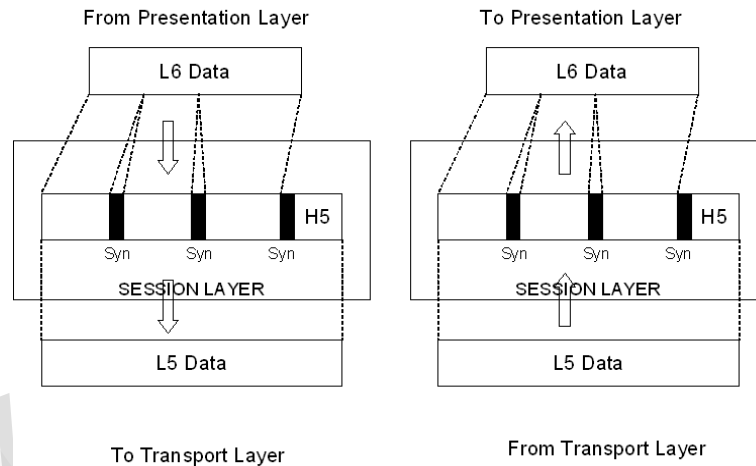 From Presentation Layer
L6 Data
H5
Syn Syn Syn
SESSION LAYER
L5 Data
To Transport Layer
To Presentation Layer
L6 Data
H5
Syn Syn Syn
SESSION LAYER
L5 Data
From Transport Layer